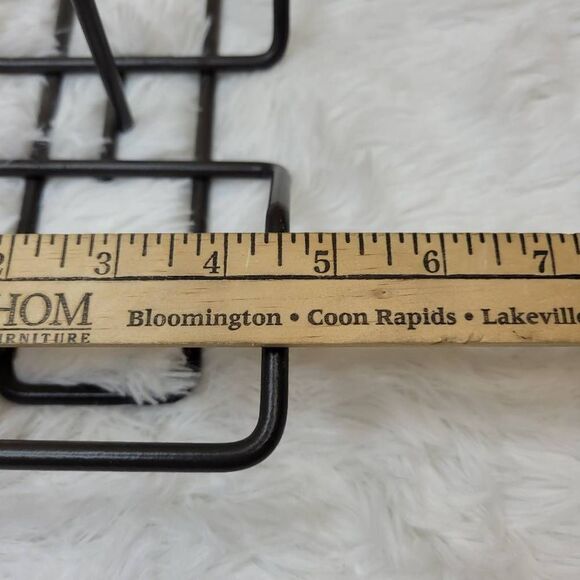 2 3 4 5 6 7
HOM
URNITURE
Bloomington • Coon Rapids • Lakeville